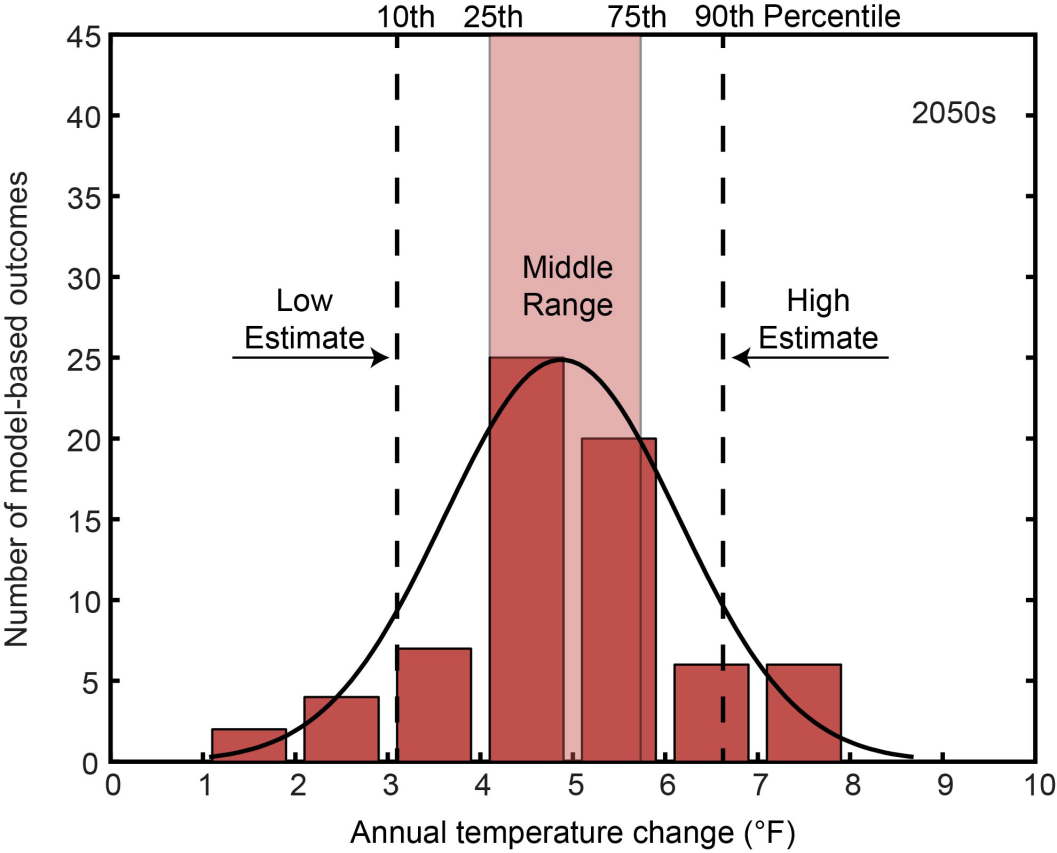 10th 25th 75th 90th Percentile
45
40
35
30
25
20
15
10
5
0
Number of model-based outcomes
2050s
Middle
Range
Low
Estimate
High
Estimate
0 1 2 3 4 5 6 7 8 9 10
Annual temperature change (°F)